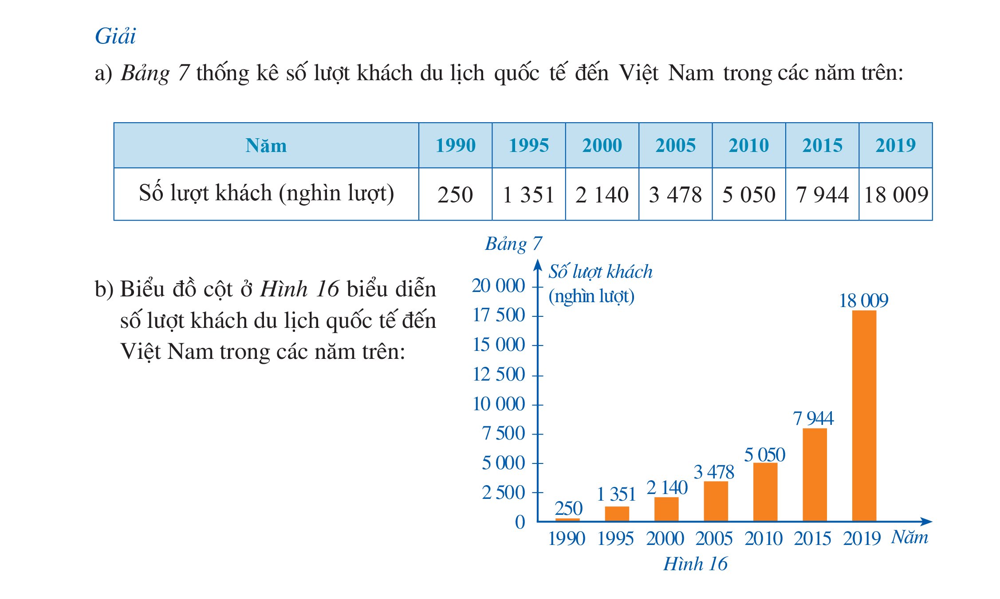 Giải
a) Bảng 7 thống kê số lượt khách du lịch quốc tế đến Việt Nam trong các năm trên:
Năm 1990 1995 2000 2005 2010 2015 2019
Số lượt khách (nghìn lượt) 250 1 351 2 140 3 478 5 050 7 944 18 009
Bảng 7
b) Biểu đồ cột ở Hình 16 biểu diễn
số lượt khách du lịch quốc tế đến
Việt Nam trong các năm trên:
Số lượt khách
(nghìn lượt)
20 000
17 500
15 000
12 500
10 000
7 500
5 000
2 500
0
250
1 351
2 140
3 478
5 050
7 944
18 009
1990 1995 2000 2005 2010 2015 2019 Năm
Hình 16